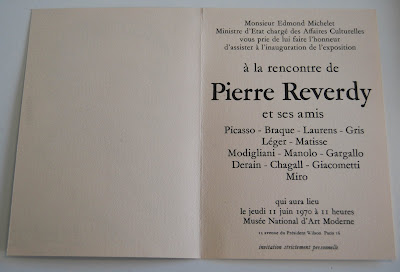 Monsieur Edmond Michelet
Ministre d'Etat chargé des Affaires Culturelles
vous prie de lui faire l'honneur
d'assister à l'inauguration de l'exposition
à la rencontre de
Pierre Reverdy
et ses amis
Picasso - Braque - Laurens - Gris
Léger - Matisse
Modigliani - Manolo - Gargallo
Derain - Chagall - Giacometti
Miro
qui aura lieu
le jeudi 11 juin 1970 à 11 heures
Musée National d'Art Moderne
13 avenue du Président Wilson Paris 16
invitation strictement personnelle